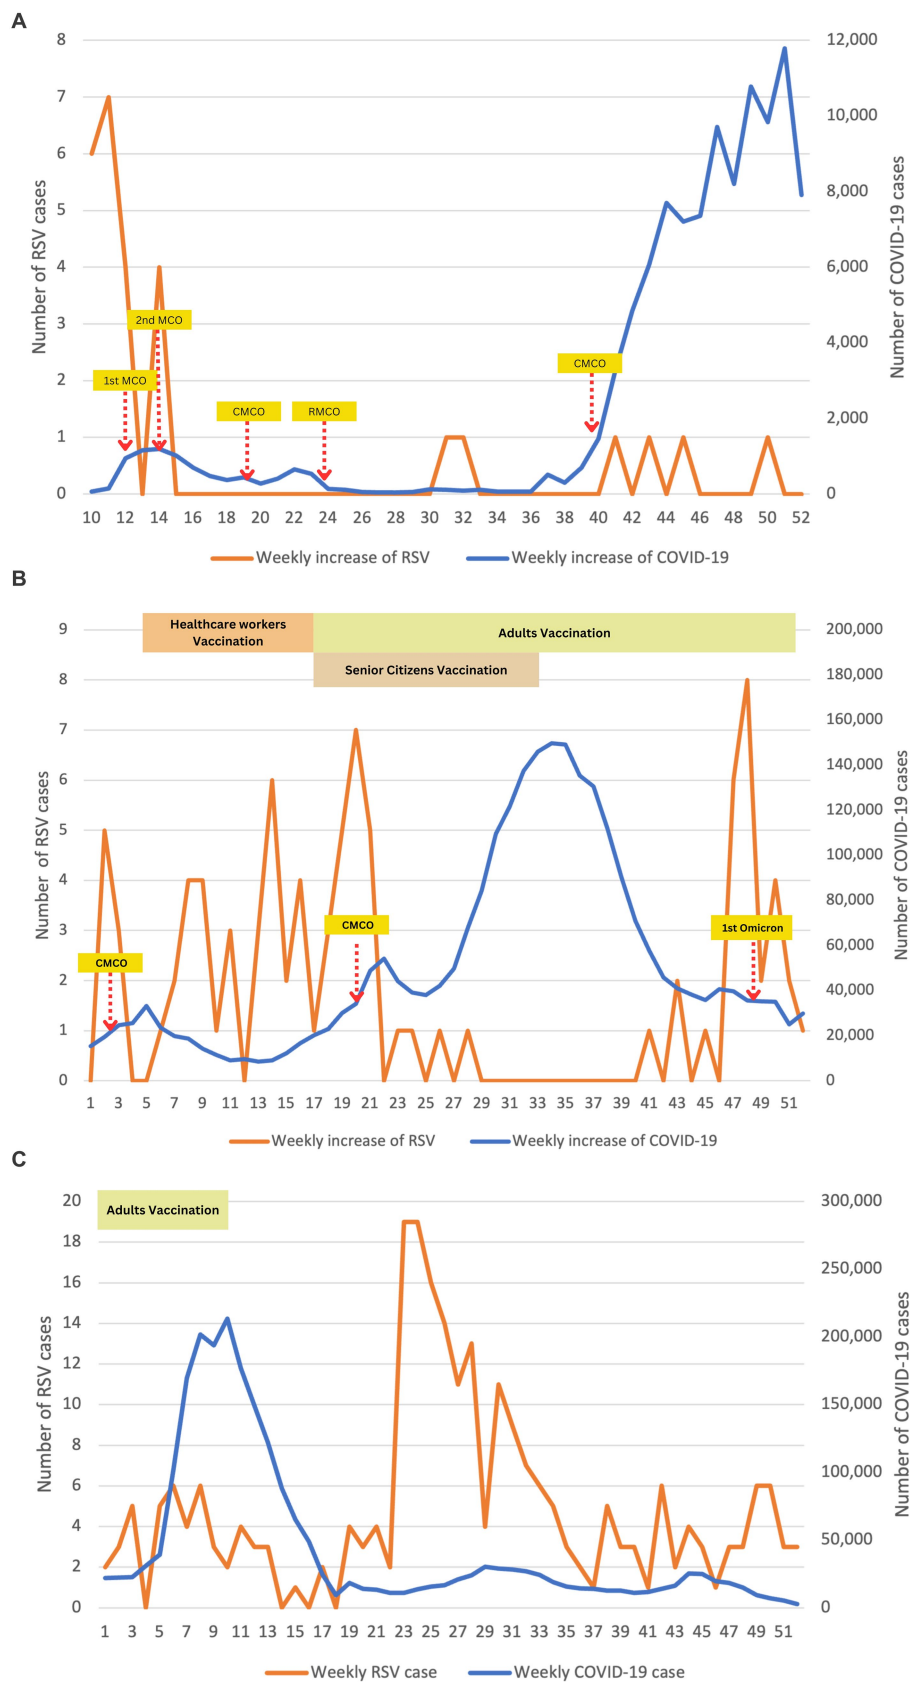 A
8
12,000
7
10,000
6
8,000
5
4
6,000
3
4,000
2
2,000
1
0
0
Number of RSV cases
Number of COVID-19 cases
2nd MCO
1st MCO
CMCO
RMCO
CMCO
10 12 14 16 18 20 22 24 26 28 30 32 34 36 38 40 42 44 46 48 50 52
Weekly increase of RSV
Weekly increase of COVID-19
B
Healthcare workers
Vaccination
Adults Vaccination
Senior Citizens Vaccination
9
200,000
8
180,000
7
160,000
6
140,000
5
120,000
4
100,000
3
80,000
2
60,000
1
40,000
0
20,000
0
Number of RSV cases
Number of COVID-19 cases
CMCO
CMCO
1st Omicron
1 3 5 7 9 11 13 15 17 19 21 23 25 27 29 31 33 35 37 39 41 43 45 47 49 51
Weekly increase of RSV
Weekly increase of COVID-19
C
Adults Vaccination
20
300,000
18
250,000
16
14
200,000
12
10
150,000
8
6
100,000
4
50,000
2
0
0
Number of RSV cases
Number of COVID-19 cases
1 3 5 7 9 11 13 15 17 19 21 23 25 27 29 31 33 35 37 39 41 43 45 47 49 51
Weekly RSV case
Weekly COVID-19 case